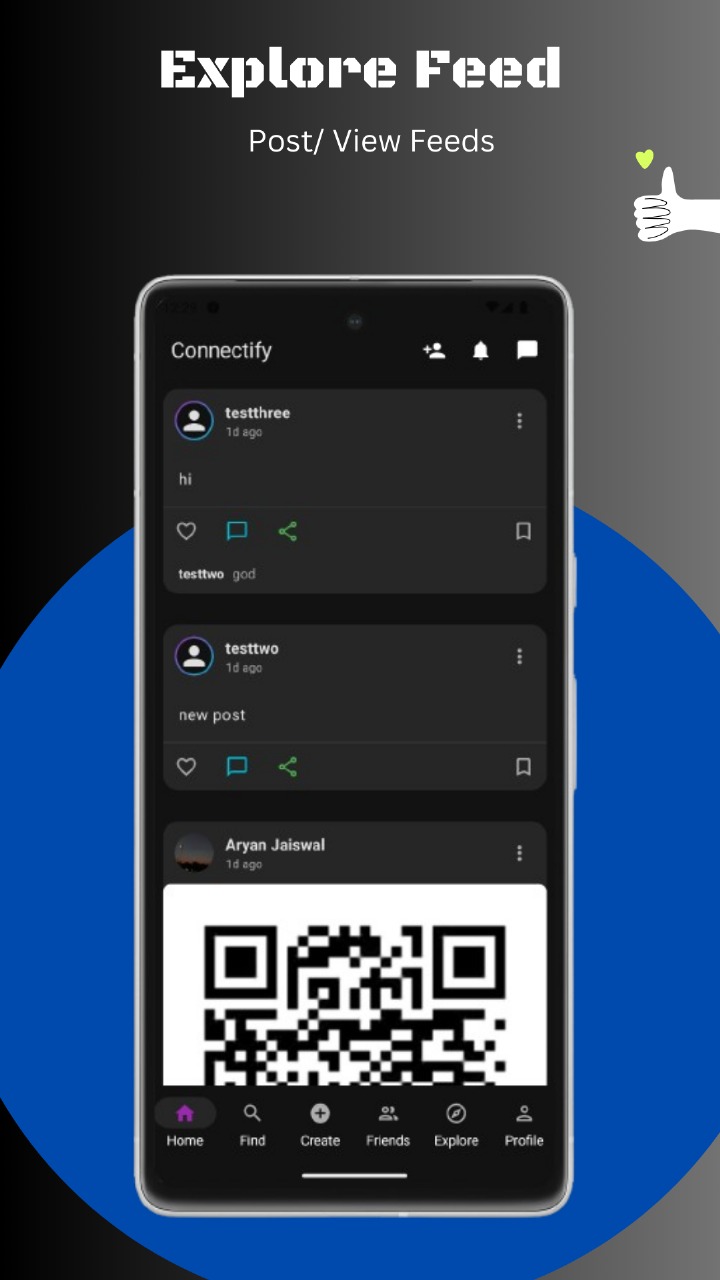 Explore Feed
Post/ View Feeds
Connectify
testthree
1d ago
hi
testtwo god
testtwo
1d ago
new post
Aryan Jaiswal
1d ago
Home Find Create Friends Explore Profile